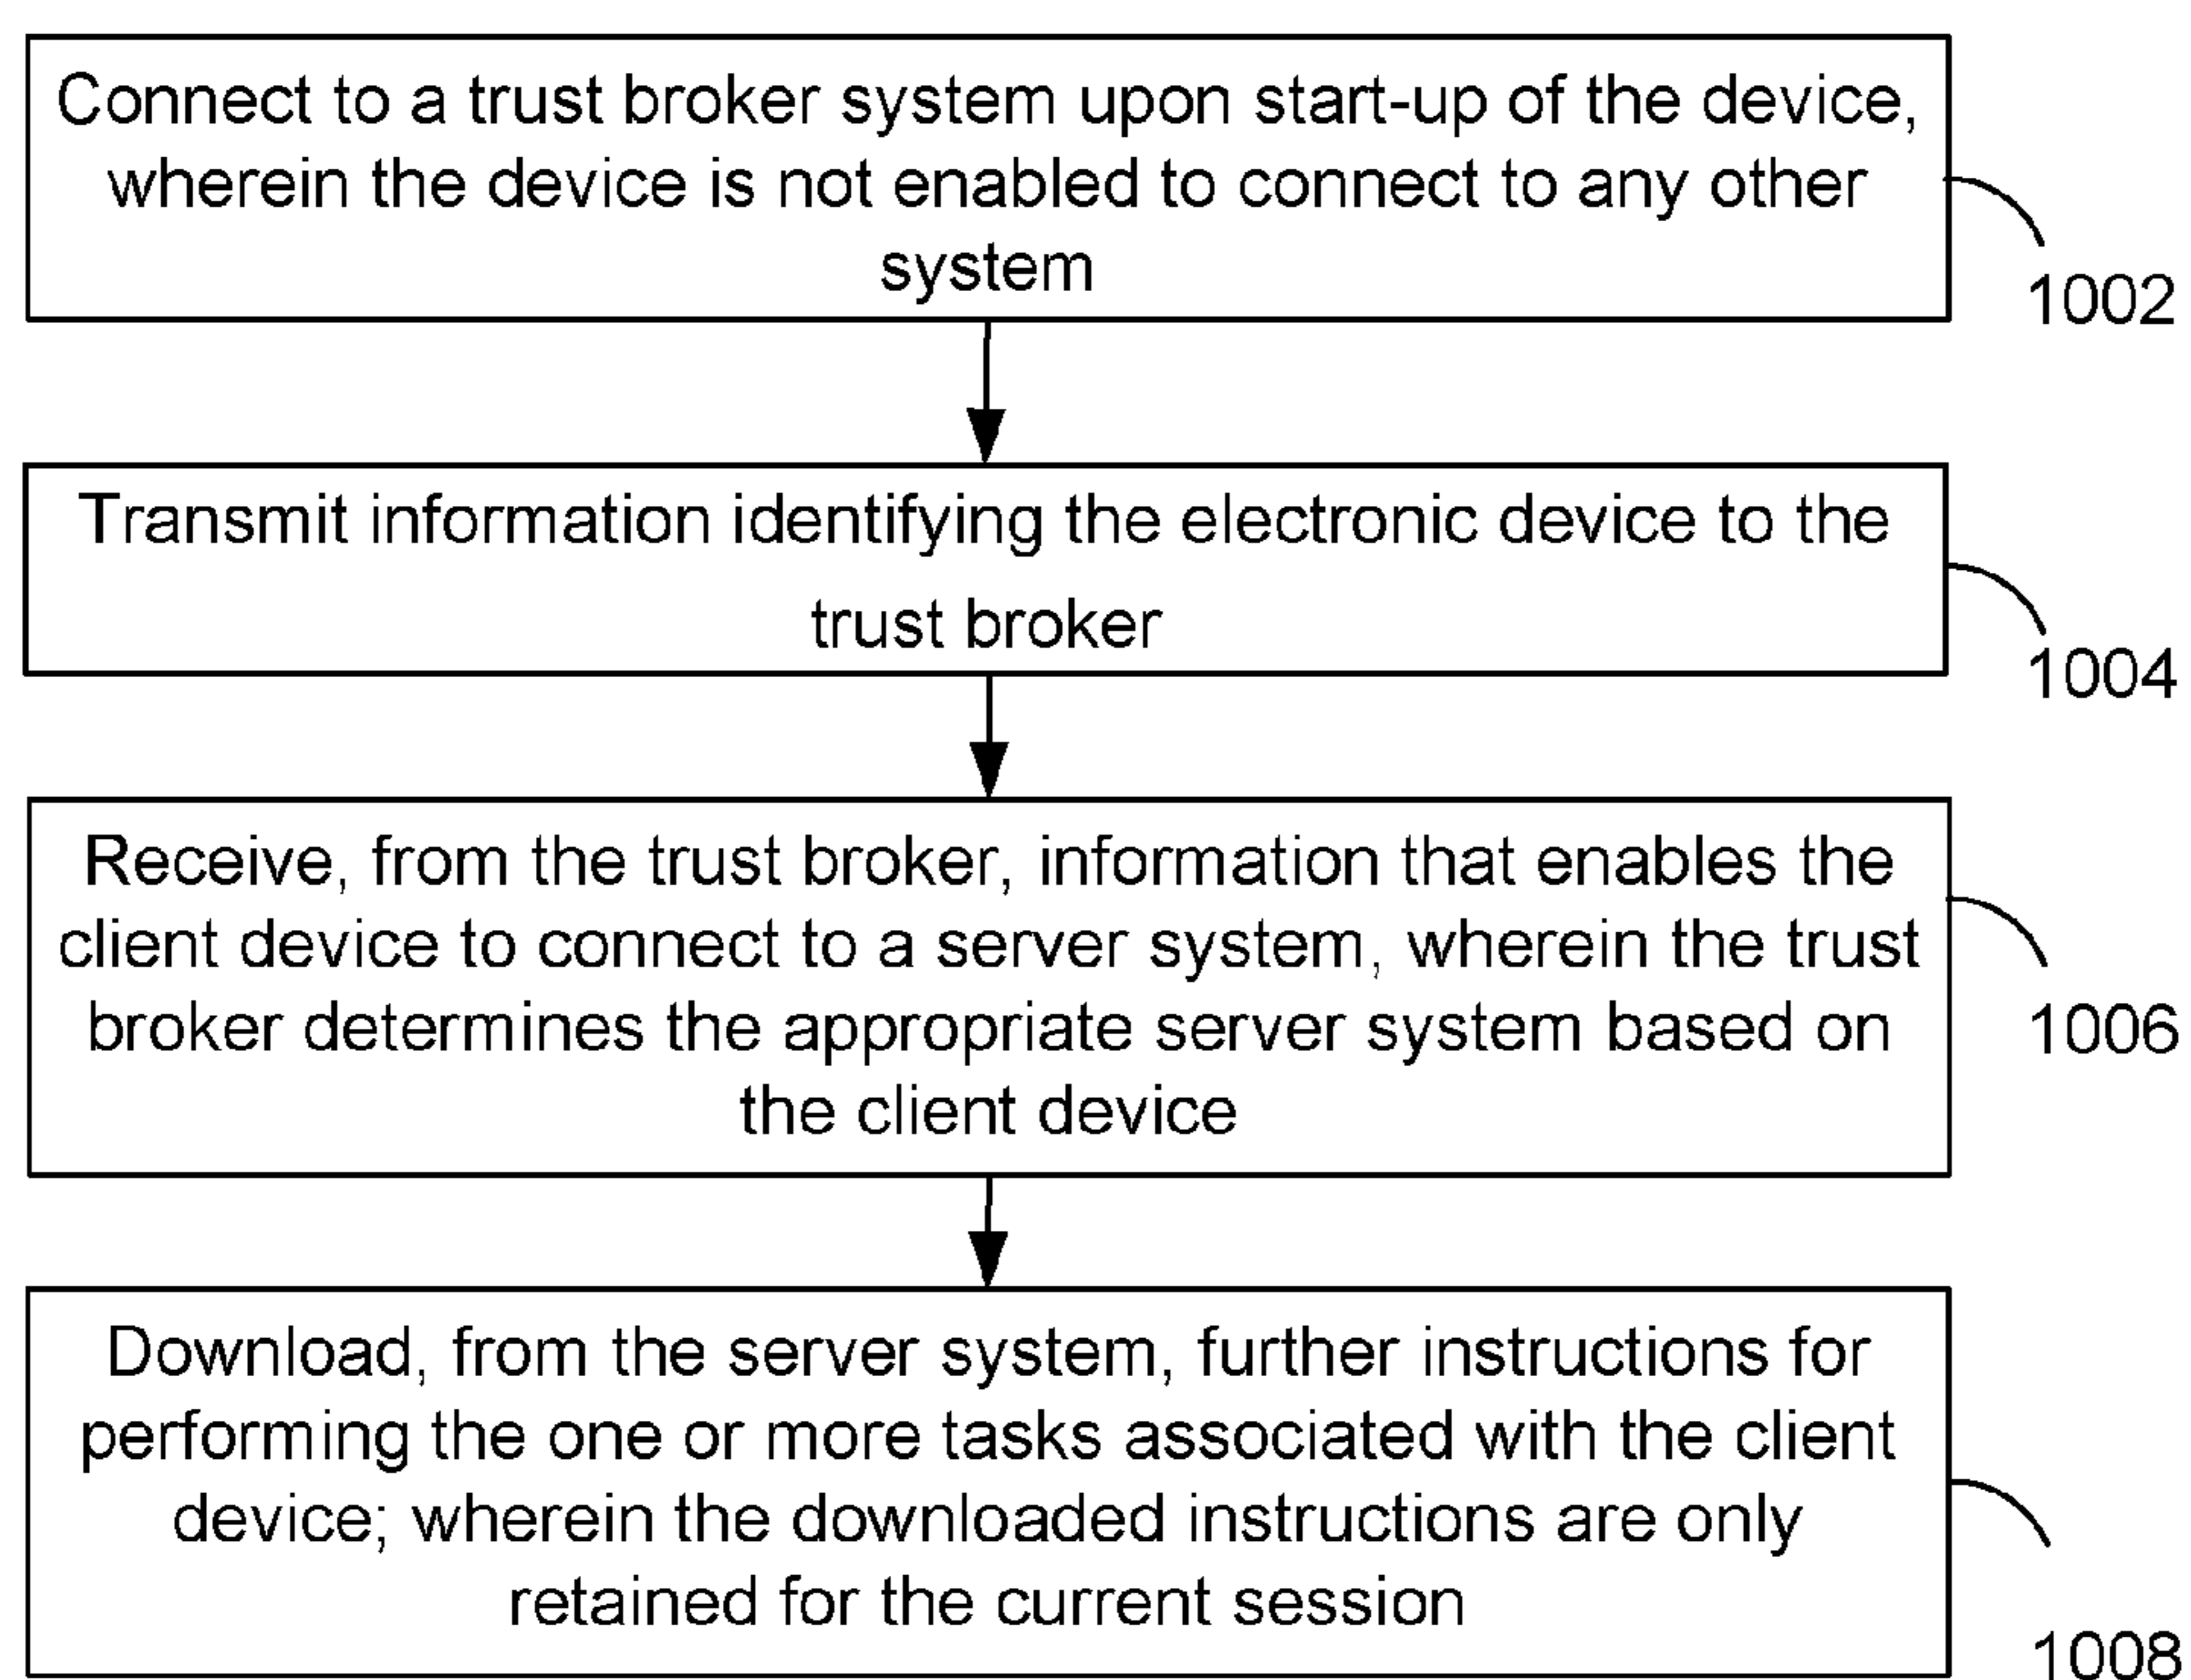 Connect to a trust broker system upon start-up of the device,
wherein the device is not enabled to connect to any other
system
1002
Transmit information identifying the electronic device to the
trust broker
1004
Receive, from the trust broker, information that enables the
client device to connect to a server system, wherein the trust
broker determines the appropriate server system based on
the client device
1006
Download, from the server system, further instructions for
performing the one or more tasks associated with the client
device; wherein the downloaded instructions are only
retained for the current session
1008